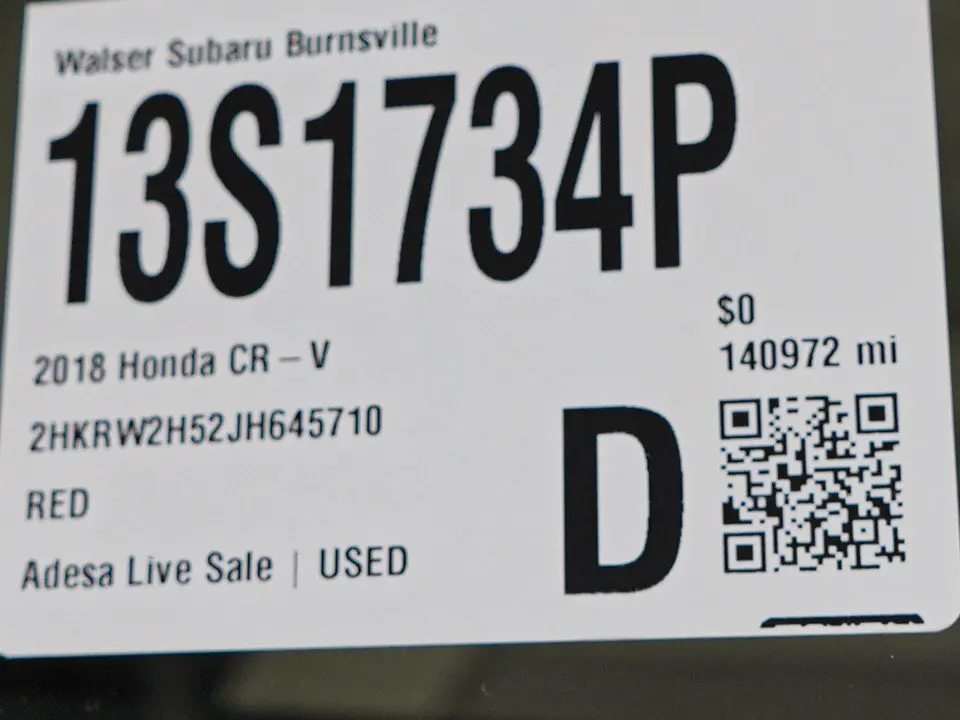 Walser Subaru Burnsville
13S1734P
$0
2018 Honda CR – V
140972 mi
2HKRW2H52JH645710
D
RED
Adesa Live Sale | USED